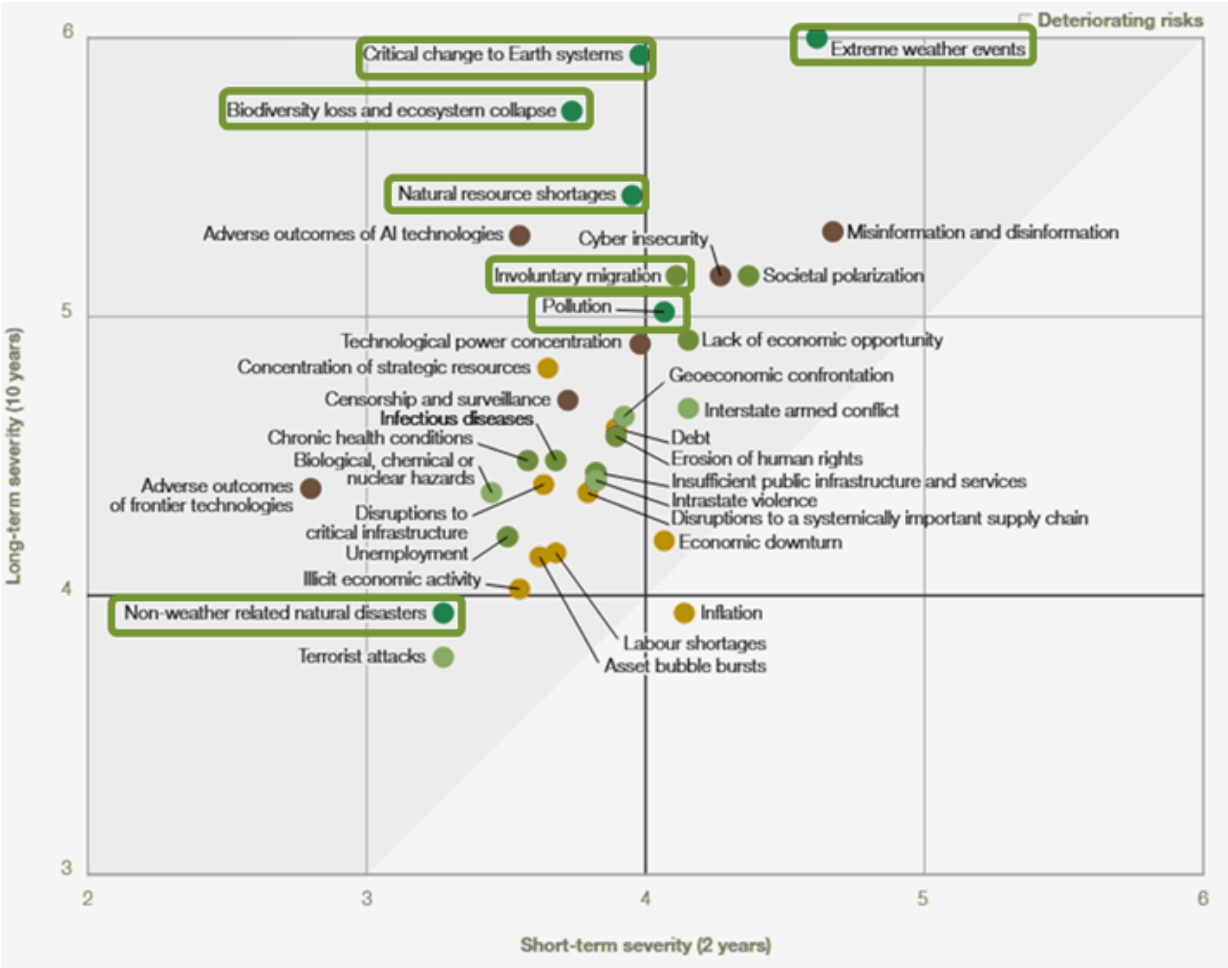 Deteriorating risks
6
Critical change to Earth systems
Extreme weather events
Biodiversity loss and ecosystem collapse
Natural resource shortages
Adverse outcomes of AI technologies
Cyber insecurity
Misinformation and disinformation
Involuntary migration
Societal polarization
Pollution
5
Technological power concentration
Lack of economic opportunity
Concentration of strategic resources
Geoeconomic confrontation
Censorship and surveillance
Interstate armed conflict
Infectious diseases
Chronic health conditions
Debt
Biological, chemical or
nuclear hazards
Erosion of human rights
Adverse outcomes
of frontier technologies
Insufficient public infrastructure and services
Intrastate violence
Disruptions to
critical infrastructure
Disruptions to a systemically important supply chain
Unemployment
Economic downturn
Illicit economic activity
4
Non-weather related natural disasters
Inflation
Labour shortages
Terrorist attacks
Asset bubble bursts
3
2
3
4
5
6
Long-term severity (10 years)
Short-term severity (2 years)